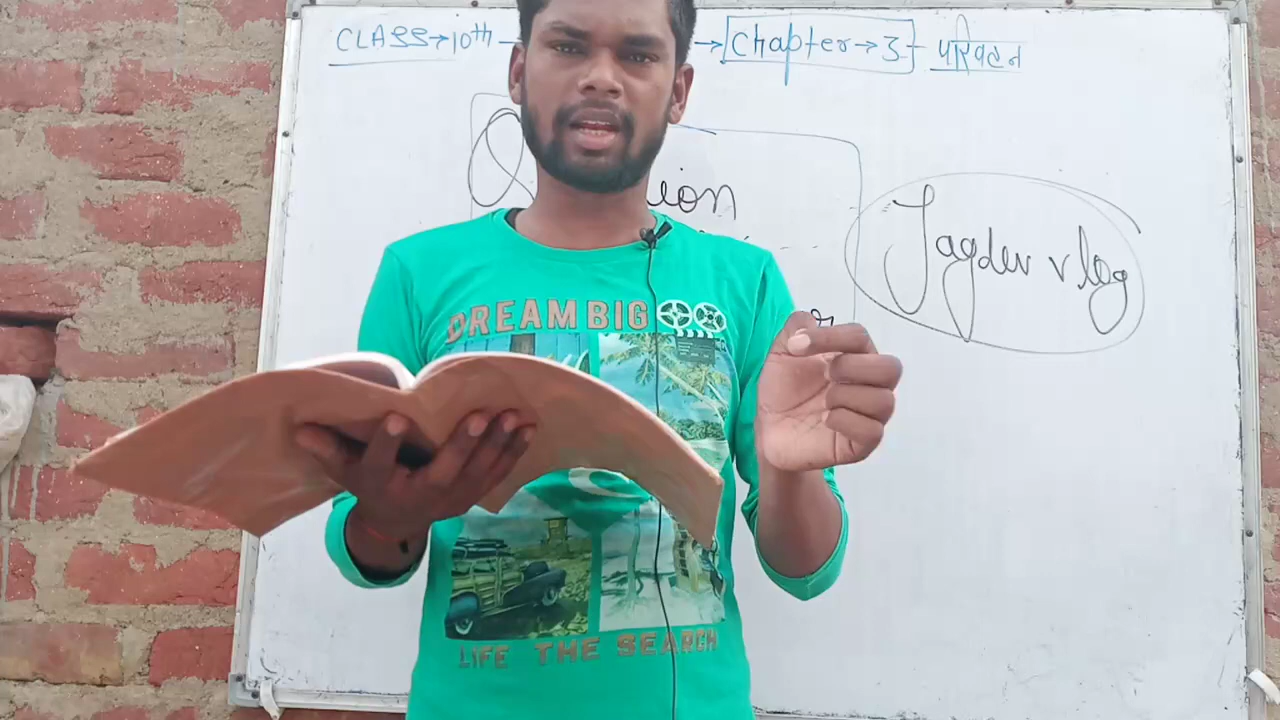 CLASS→10th
→ Chapter→3 - परिवहन
Jagdev vlog
DREAM BIG
LIFE THE SEARCH